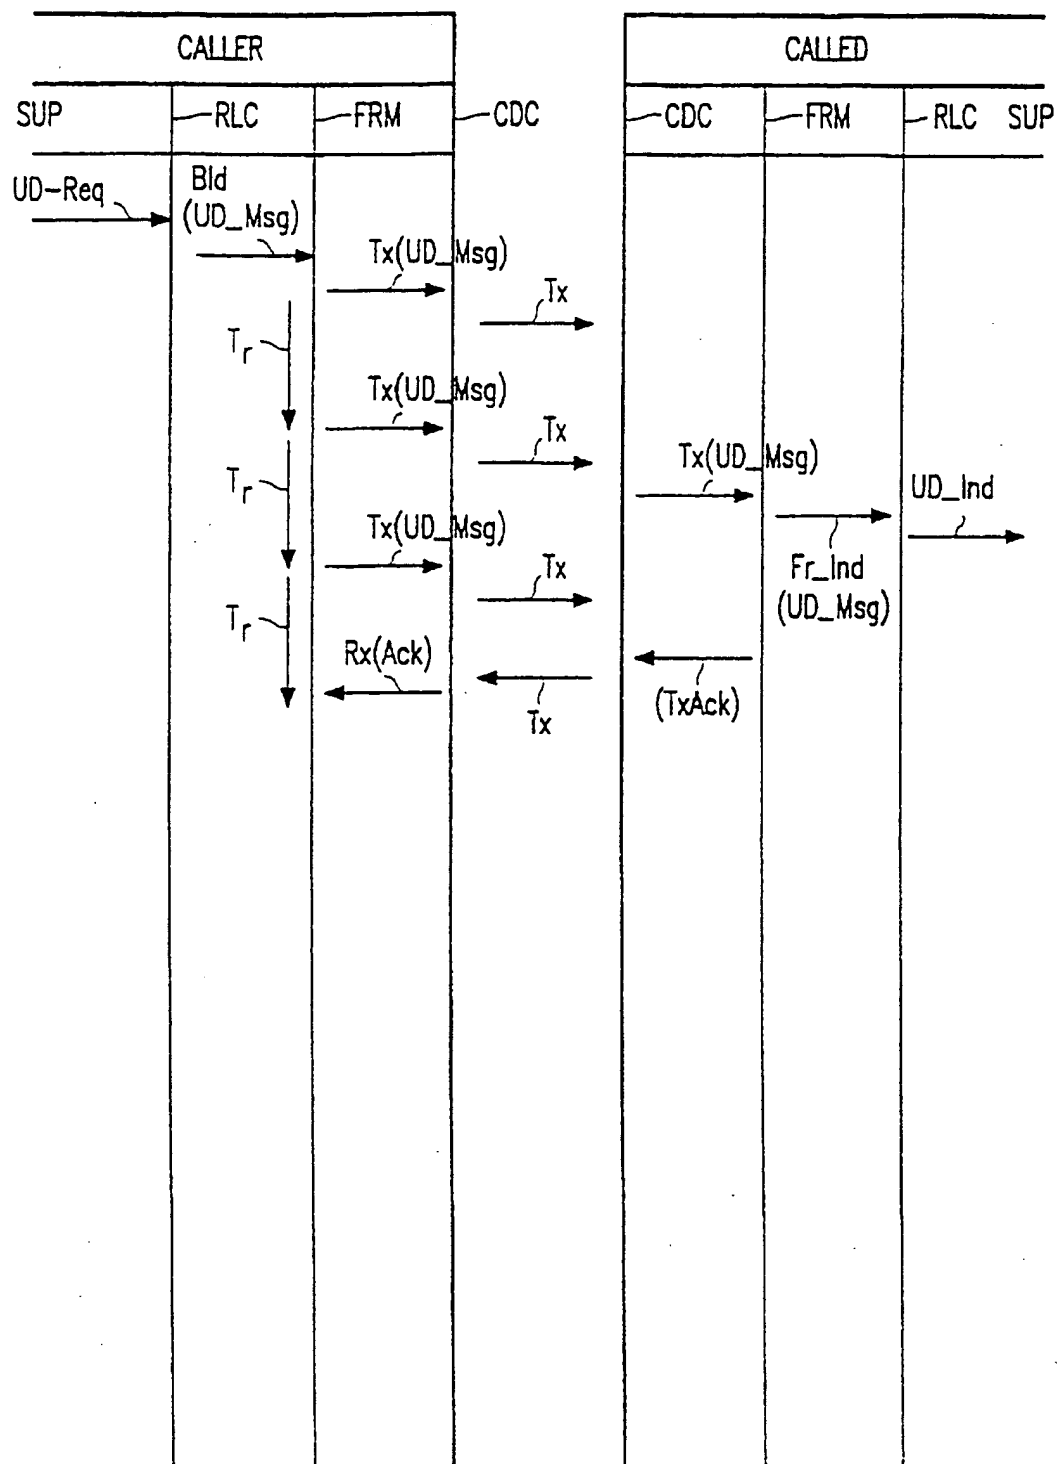 CALLER
CALLED
SUP
RLC
FRM
CDC
CDC
FRM
RLC
SUP
UD-Req
Bld
(UD_Msg)
Tx(UD_Msg)
Tx
Tr
Tx(UD_Msg)
Tx
Tx(UD_Msg)
UD_Ind
Tr
Tx(UD_Msg)
Tx
Fr_Ind
(UD_Msg)
Tr
Rx(Ack)
Tx
(TxAck)